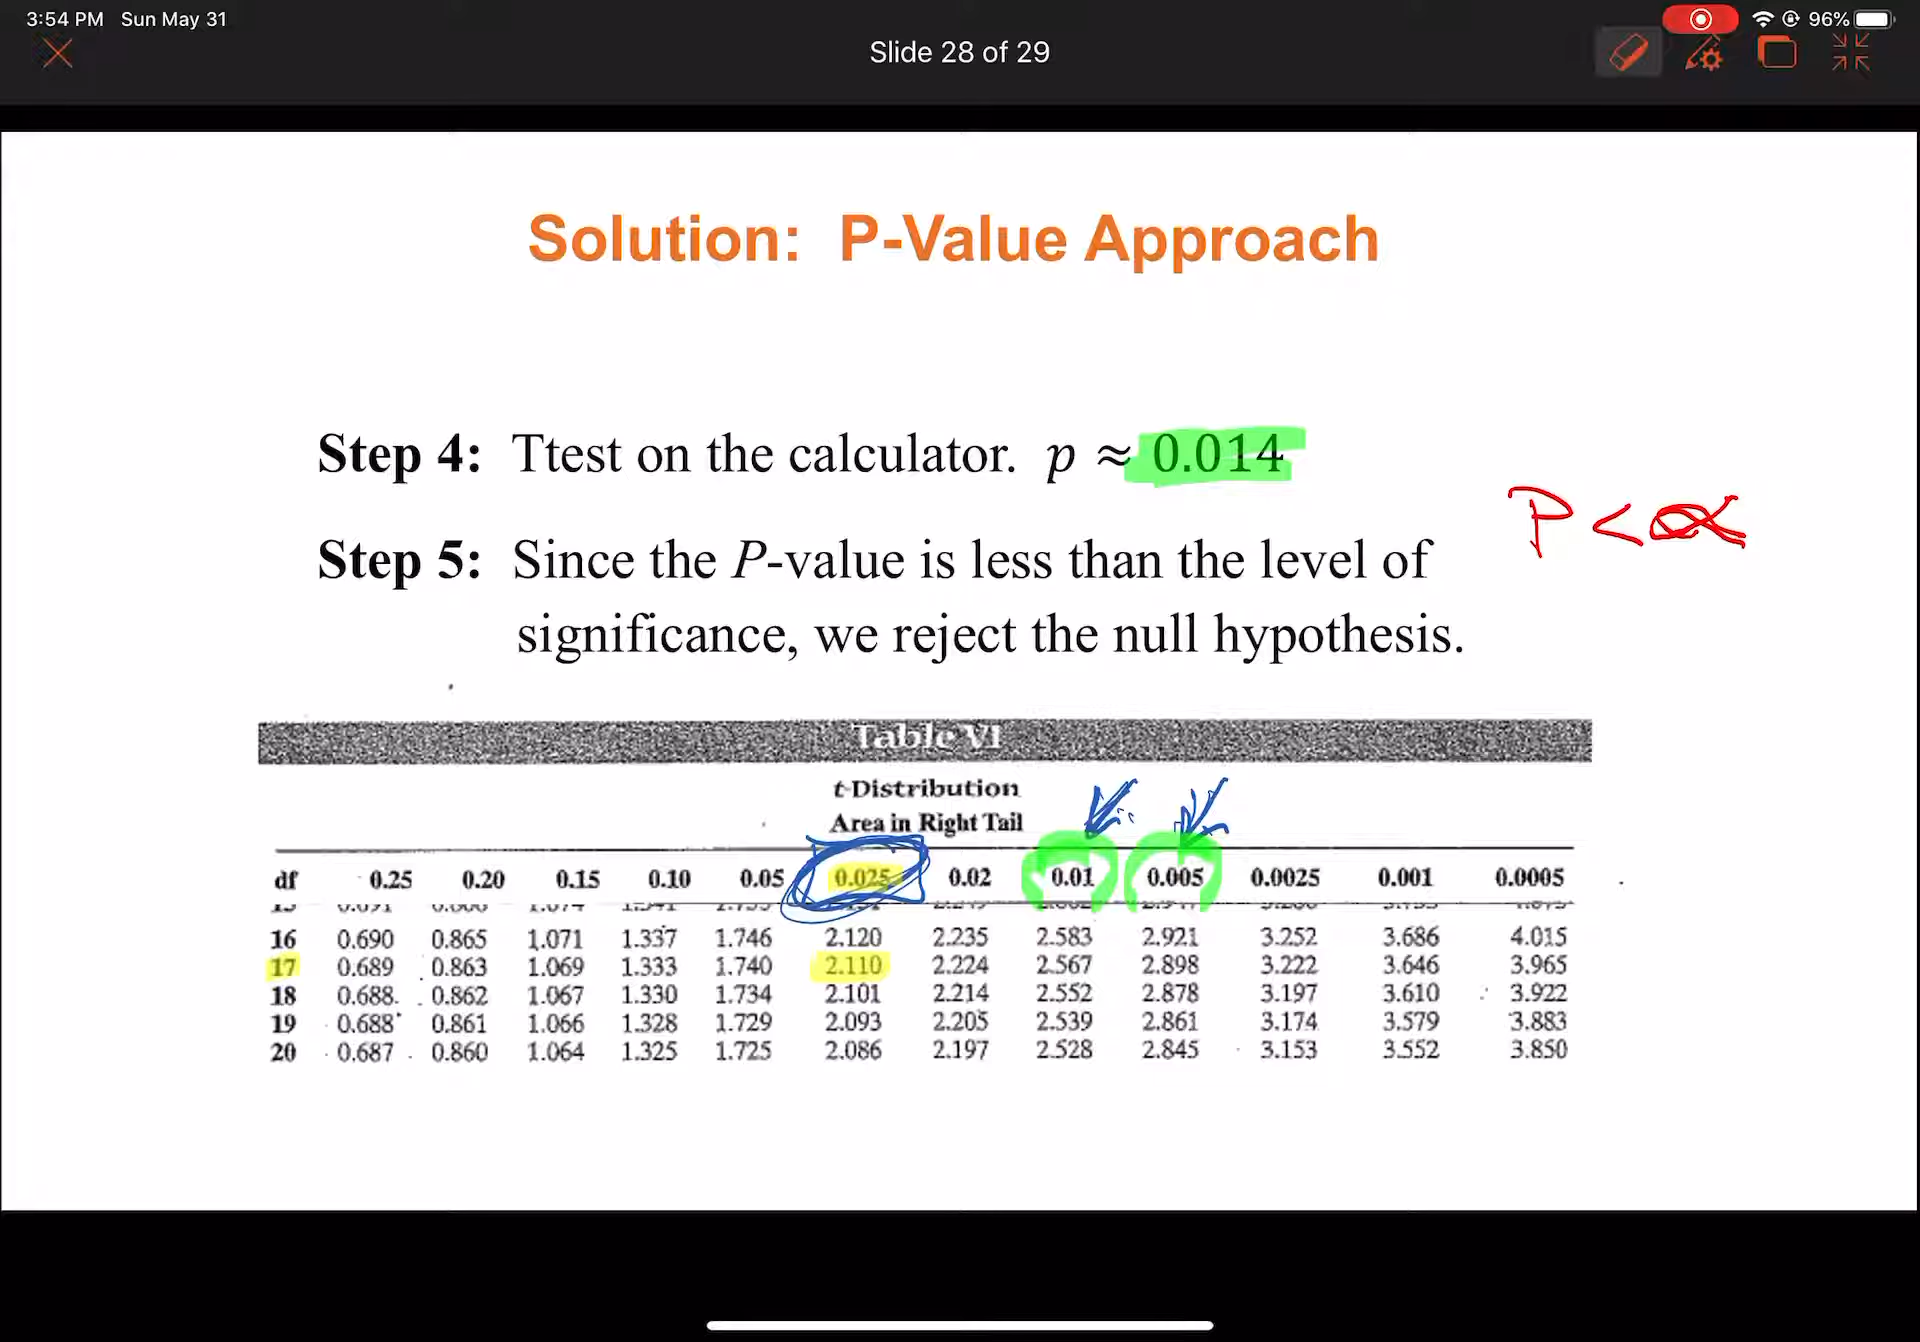 3:54 PM Sun May 31
96%
Slide 28 of 29
Solution: P-Value Approach
Step 4: Ttest on the calculator. p ≈ 0.014
P < α
Step 5: Since the P-value is less than the level of
significance, we reject the null hypothesis.
Table VI
t-Distribution
Area in Right Tail
df 0.25 0.20 0.15 0.10 0.05 0.025 0.02 0.01 0.005 0.0025 0.001 0.0005
16 0.690 0.865 1.071 1.337 1.746 2.120 2.235 2.583 2.921 3.252 3.686 4.015
17 0.689 0.863 1.069 1.333 1.740 2.110 2.224 2.567 2.898 3.222 3.646 3.965
18 0.688 0.862 1.067 1.330 1.734 2.101 2.214 2.552 2.878 3.197 3.610 3.922
19 0.688 0.861 1.066 1.328 1.729 2.093 2.205 2.539 2.861 3.174 3.579 3.883
20 0.687 0.860 1.064 1.325 1.725 2.086 2.197 2.528 2.845 3.153 3.552 3.850